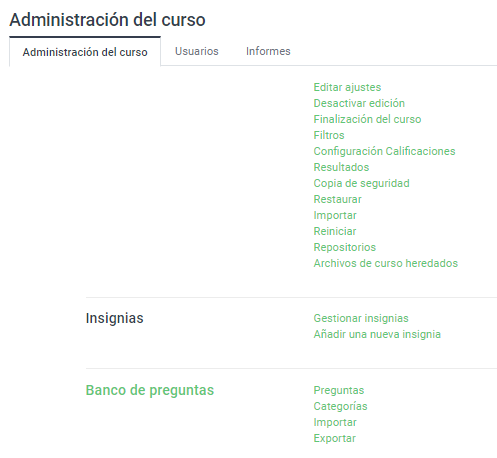 Administración del curso
Administración del curso Usuarios Informes
Editar ajustes
Desactivar edición
Finalización del curso
Filtros
Configuración Calificaciones
Resultados
Copia de seguridad
Restaurar
Importar
Reiniciar
Repositorios
Archivos de curso heredados
Insignias
Gestionar insignias
Añadir una nueva insignia
Banco de preguntas
Preguntas
Categorías
Importar
Exportar